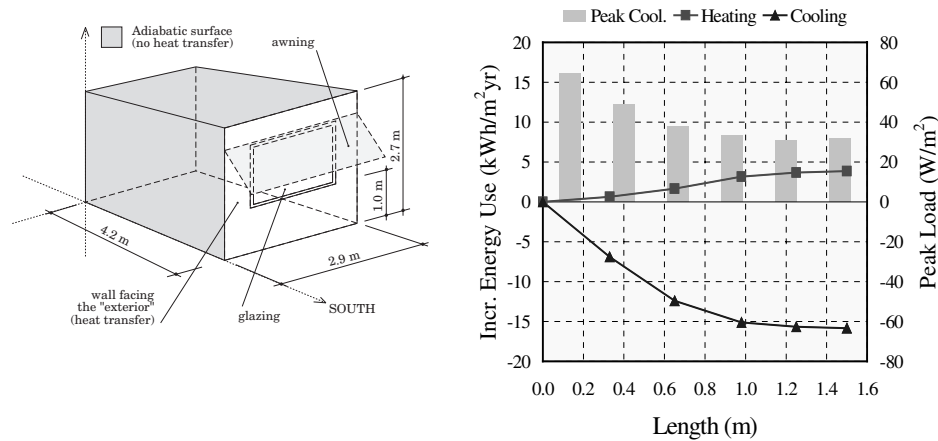 Adiabatic surface
(no heat transfer)
awning
2.7 m
1.0 m
4.2 m
2.9 m
wall facing
the "exterior"
(heat transfer)
glazing
SOUTH
Peak Cool. Heating Cooling
Incr. Energy Use (kWh/m²yr)
20
15
10
5
0
-5
-10
-15
-20
80
60
40
20
0
-20
-40
-60
-80
Peak Load (W/m²)
0.0 0.2 0.4 0.6 0.8 1.0 1.2 1.4 1.6
Length (m)